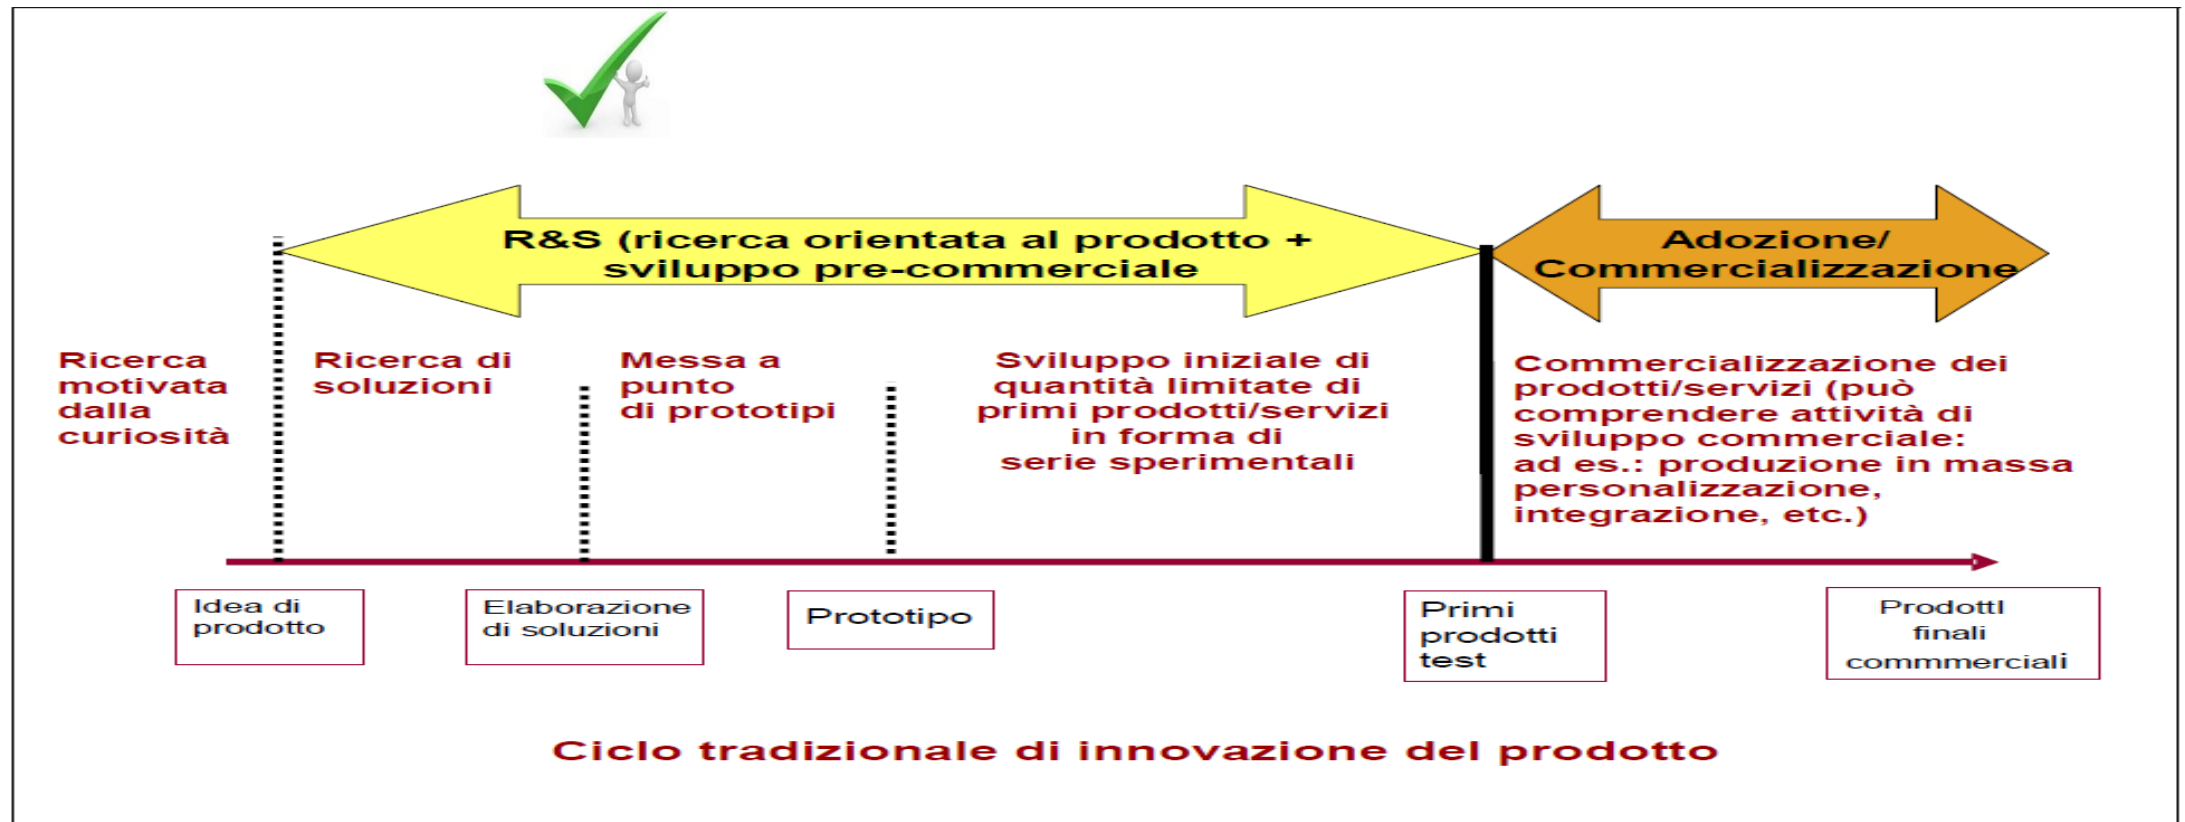 R&S (ricerca orientata al prodotto +
sviluppo pre-commerciale
Adozione/
Commercializzazione
Ricerca
motivata
dalla
curiosità
Ricerca di
soluzioni
Messa a
punto
di prototipi
Sviluppo iniziale di
quantità limitate di
primi prodotti/servizi
in forma di
serie sperimentali
Commercializzazione dei
prodotti/servizi (può
comprendere attività di
sviluppo commerciale:
ad es.: produzione in massa
personalizzazione,
integrazione, etc.)
Idea di
prodotto
Elaborazione
di soluzioni
Prototipo
Primi
prodotti
test
ProdottI
finali
commmerciali
Ciclo tradizionale di innovazione del prodotto